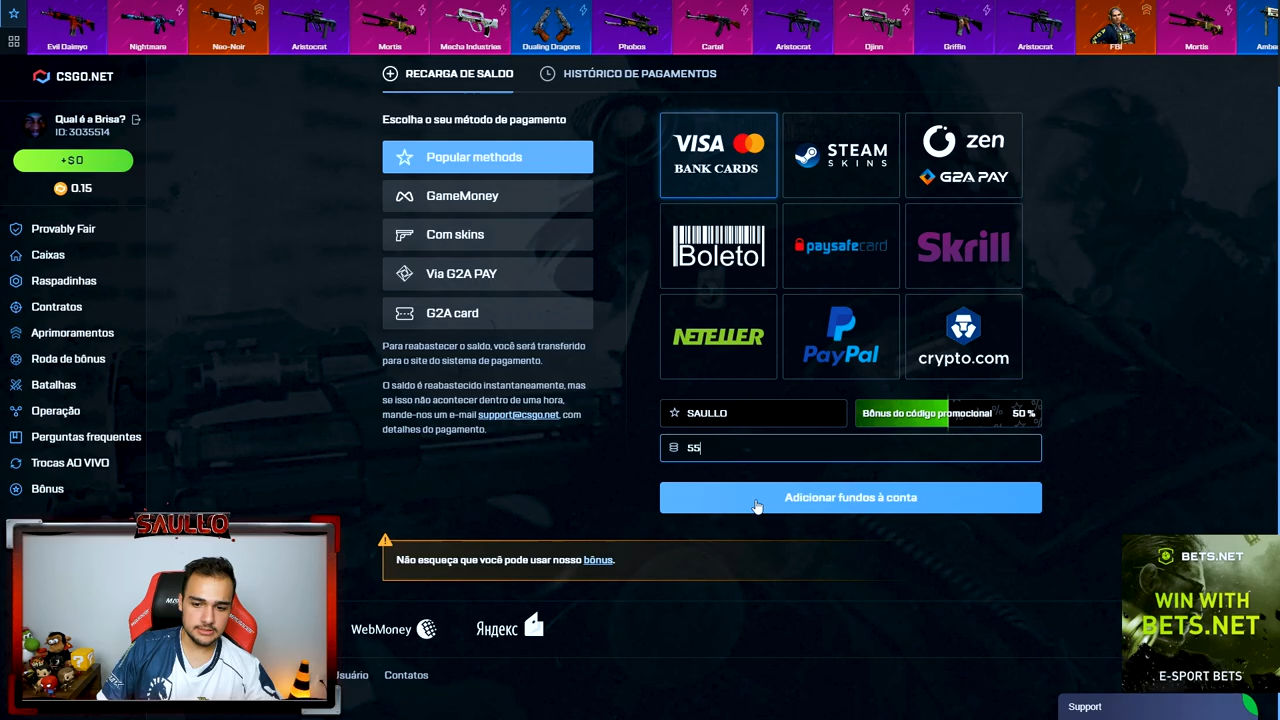 Evil Daimyo
Nightmare
Neo-Noir
Aristocrat
Mortis
Mecha Industries
Dualing Dragons
Phobos
Cartel
Aristocrat
Djinn
Griffin
Aristocrat
FBI
Mortis
CSGO.NET
Qual é a Brisa?
ID: 3035514
+$0
0.15
Provably Fair
Caixas
Raspadinhas
Contratos
Aprimoramentos
Roda de bônus
Batalhas
Operação
Perguntas frequentes
Trocas AO VIVO
Bônus
RECARGA DE SALDO
HISTÓRICO DE PAGAMENTOS
Escolha o seu método de pagamento
Popular methods
GameMoney
Com skins
Via G2A PAY
G2A card
Para reabastecer o saldo, você será transferido
para o site do sistema de pagamento.
O saldo é reabastecido instantaneamente, mas
se isso não acontecer dentro de uma hora,
mande-nos um e-mail support@csgo.net, com
detalhes do pagamento.
VISA
BANK CARDS
STEAM
SKINS
zen
G2A PAY
Boleto
paysafecard
Skrill
NETELLER
PayPal
crypto.com
SAULLO
Bônus do código promocional 50 %
55
Adicionar fundos à conta
Não esqueça que você pode usar nosso bônus.
SAULLO
WebMoney
Яндекс
Contatos
BETS.NET
WIN WITH
BETS.NET
E-SPORT BETS
Support